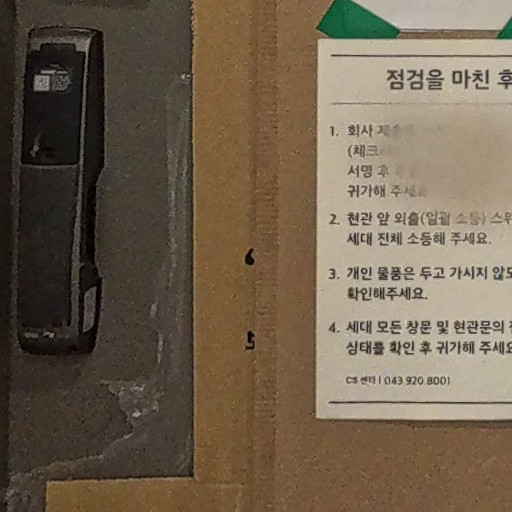 점검을 마친 후
1. 회사
(체크
서명 후
귀가해 주세요
2. 현관 앞 외출(일괄 소등) 스위
세대 전체 소등해 주세요.
3. 개인 물품은 두고 가시지 않도
확인해주세요.
4. 세대 모든 창문 및 현관문의
상태를 확인 후 귀가해 주세요
CS 센터 | 043.920.8001